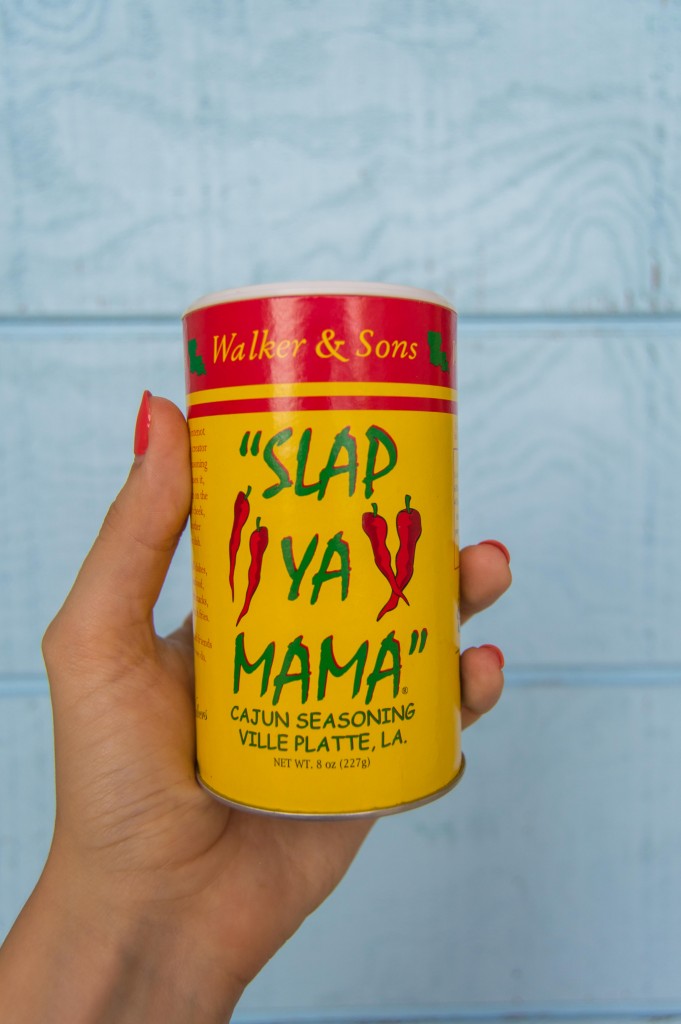 Walker & Sons
"SLAP
YA
MAMA"®
CAJUN SEASONING
VILLE PLATTE, LA.
NET WT. 8 oz (227g)